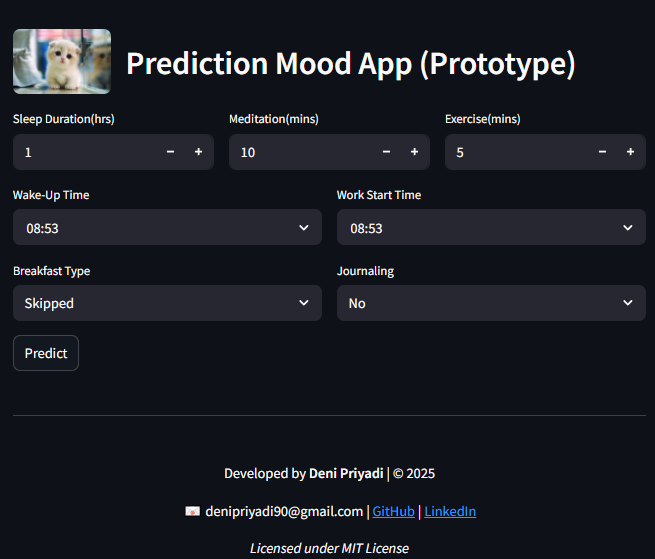 Prediction Mood App (Prototype)
Sleep Duration(hrs) Meditation(mins) Exercise(mins)
1 − + 10 − + 5 − +
Wake-Up Time Work Start Time
08:53 08:53
Breakfast Type Journaling
Skipped No
Predict
Developed by Deni Priyadi | © 2025
denipriyadi90@gmail.com | GitHub | LinkedIn
Licensed under MIT License